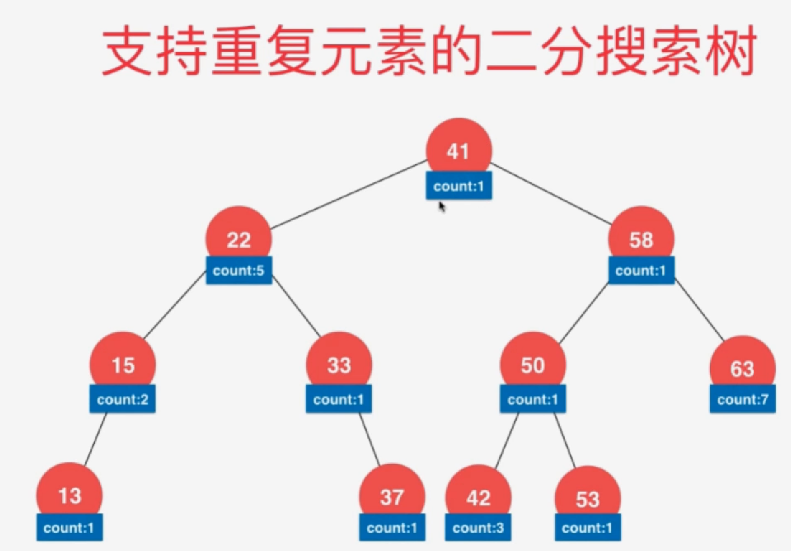 支持重复元素的二分搜索树
41
count:1
22
count:5
58
count:1
15
count:2
33
count:1
50
count:1
63
count:7
13
count:1
37
count:1
42
count:3
53
count:1